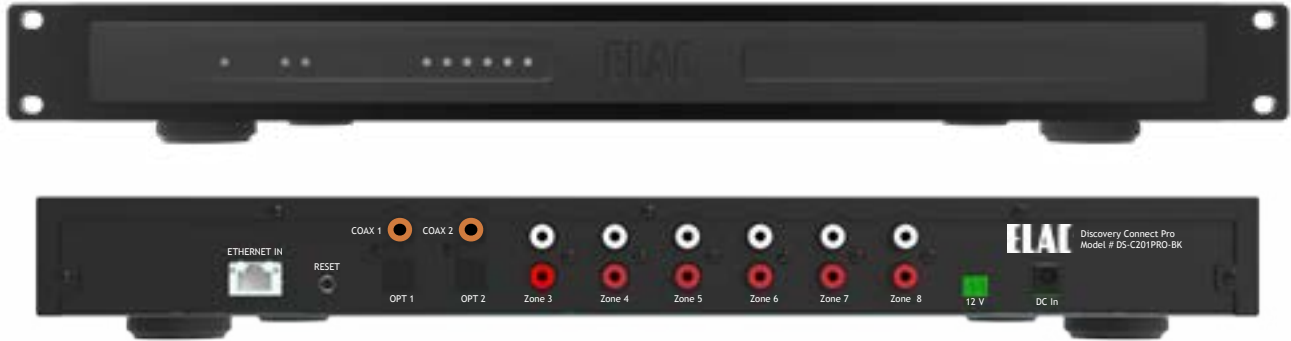 ELAC
COAX 1
COAX 2
ELAC
Discovery Connect Pro
Model # DS-C201PRO-BK
ETHERNET IN
RESET
OPT 1
OPT 2
Zone 3
Zone 4
Zone 5
Zone 6
Zone 7
Zone 8
12 V
DC In